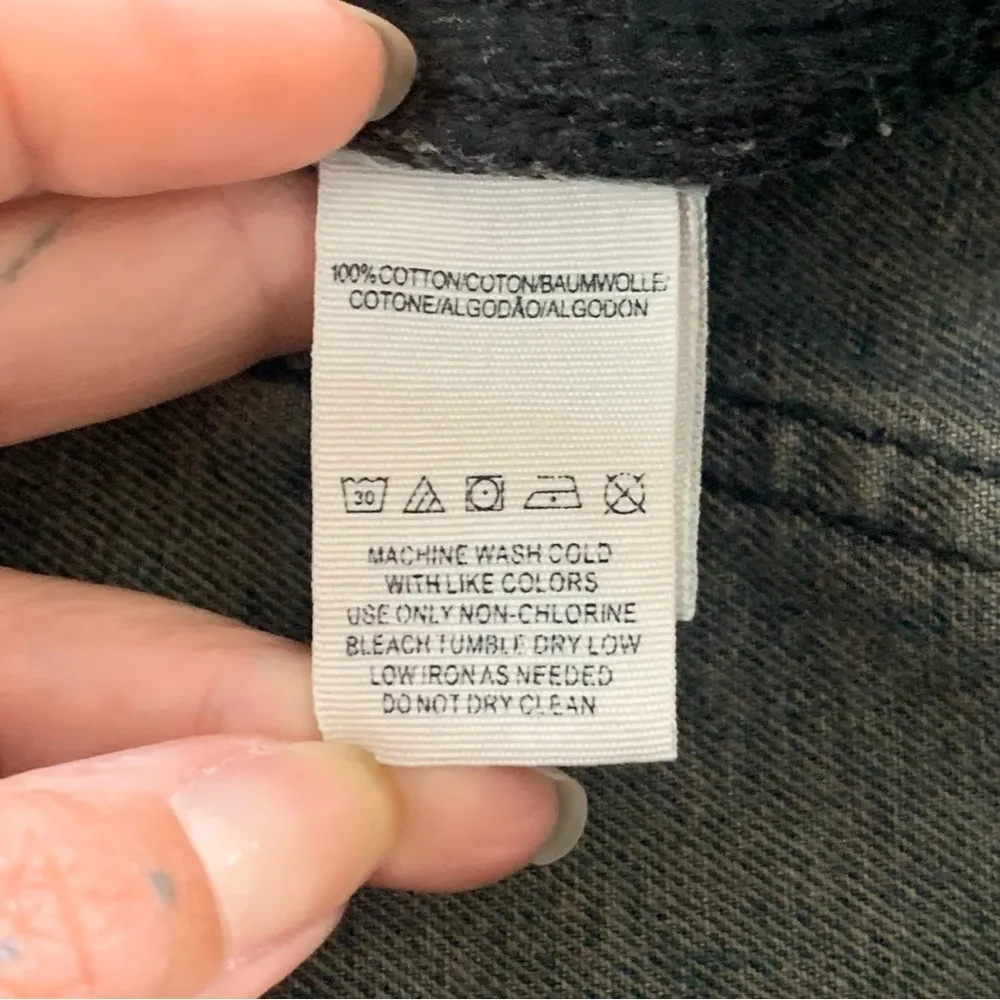 100% COTTON/COTON/BAUMWOLLE/
COTONE/ALGODÃO/ALGODON
30
MACHINE WASH COLD
WITH LIKE COLORS
USE ONLY NON-CHLORINE
BLEACH TUMBLE DRY LOW
LOW IRON AS NEEDED
DO NOT DRY CLEAN